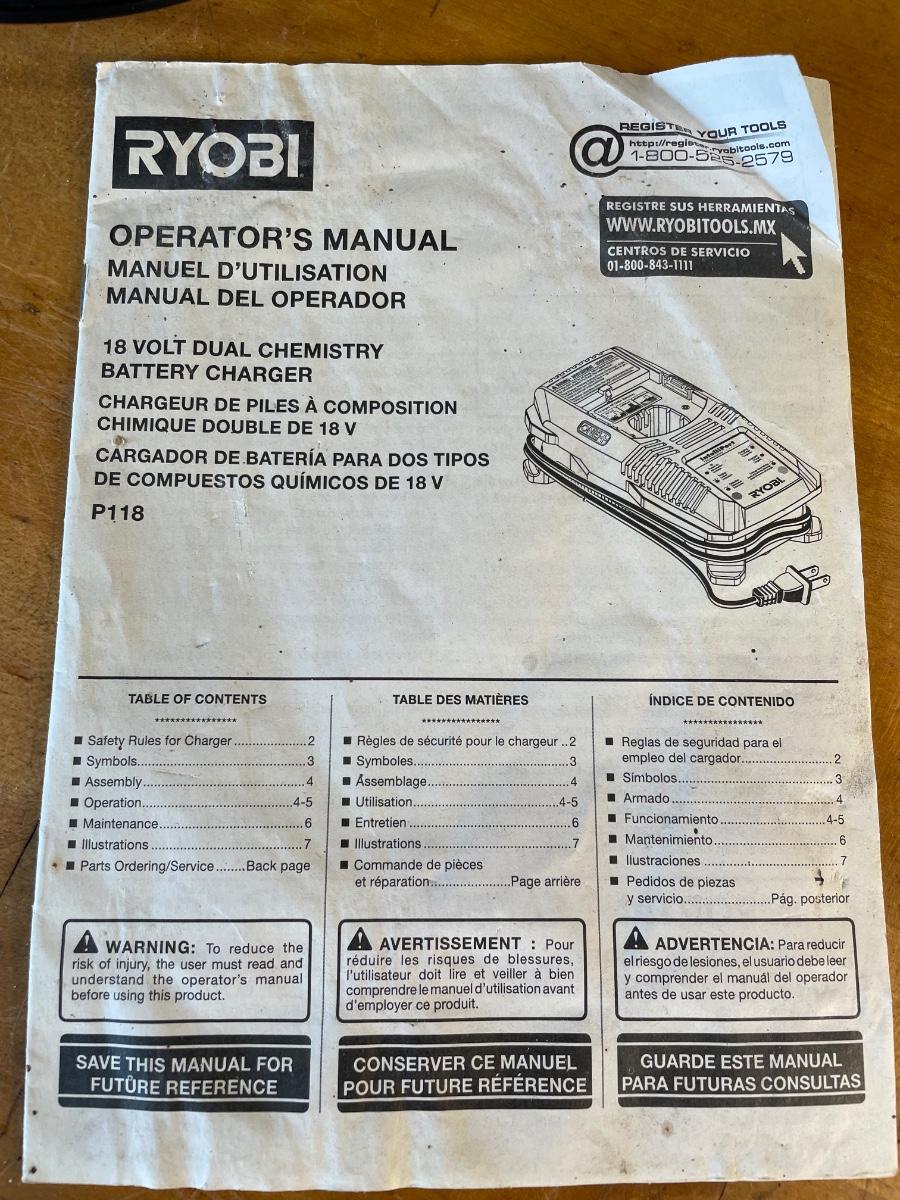 RYOBI
REGISTER YOUR TOOLS
http://register.ryobitools.com
1-800-525-2579
REGISTRE SUS HERRAMIENTAS
WWW.RYOBITOOLS.MX
CENTROS DE SERVICIO
01-800-843-1111
OPERATOR'S MANUAL
MANUEL D'UTILISATION
MANUAL DEL OPERADOR
18 VOLT DUAL CHEMISTRY
BATTERY CHARGER
CHARGEUR DE PILES À COMPOSITION
CHIMIQUE DOUBLE DE 18 V
CARGADOR DE BATERÍA PARA DOS TIPOS
DE COMPUESTOS QUÍMICOS DE 18 V
P118
IntelliPort
RYOBI
TABLE OF CONTENTS
****************
■ Safety Rules for Charger....................2
■ Symbols..............................................3
■ Assembly............................................4
■ Operation.........................................4-5
■ Maintenance.......................................6
■ Illustrations.........................................7
■ Parts Ordering/Service........Back page
WARNING: To reduce the
risk of injury, the user must read and
understand the operator's manual
before using this product.
SAVE THIS MANUAL FOR
FUTURE REFERENCE
TABLE DES MATIÈRES
****************
■ Règles de sécurité pour le chargeur ..2
■ Symboles............................................3
■ Assemblage........................................4
■ Utilisation.........................................4-5
■ Entretien.............................................6
■ Illustrations.........................................7
■ Commande de pièces
et réparation......................Page arrière
AVERTISSEMENT : Pour
réduire les risques de blessures,
l'utilisateur doit lire et veiller à bien
comprendre le manuel d'utilisation avant
d'employer ce produit.
CONSERVER CE MANUEL
POUR FUTURE RÉFÉRENCE
ÍNDICE DE CONTENIDO
****************
■ Reglas de seguridad para el
empleo del cargador.........................2
■ Símbolos...........................................3
■ Armado.............................................4
■ Funcionamiento..............................4-5
■ Mantenimiento..................................6
■ Ilustraciones.....................................7
■ Pedidos de piezas
y servicio........................Pág. posterior
ADVERTENCIA: Para reducir
el riesgo de lesiones, el usuario debe leer
y comprender el manual del operador
antes de usar este producto.
GUARDE ESTE MANUAL
PARA FUTURAS CONSULTAS